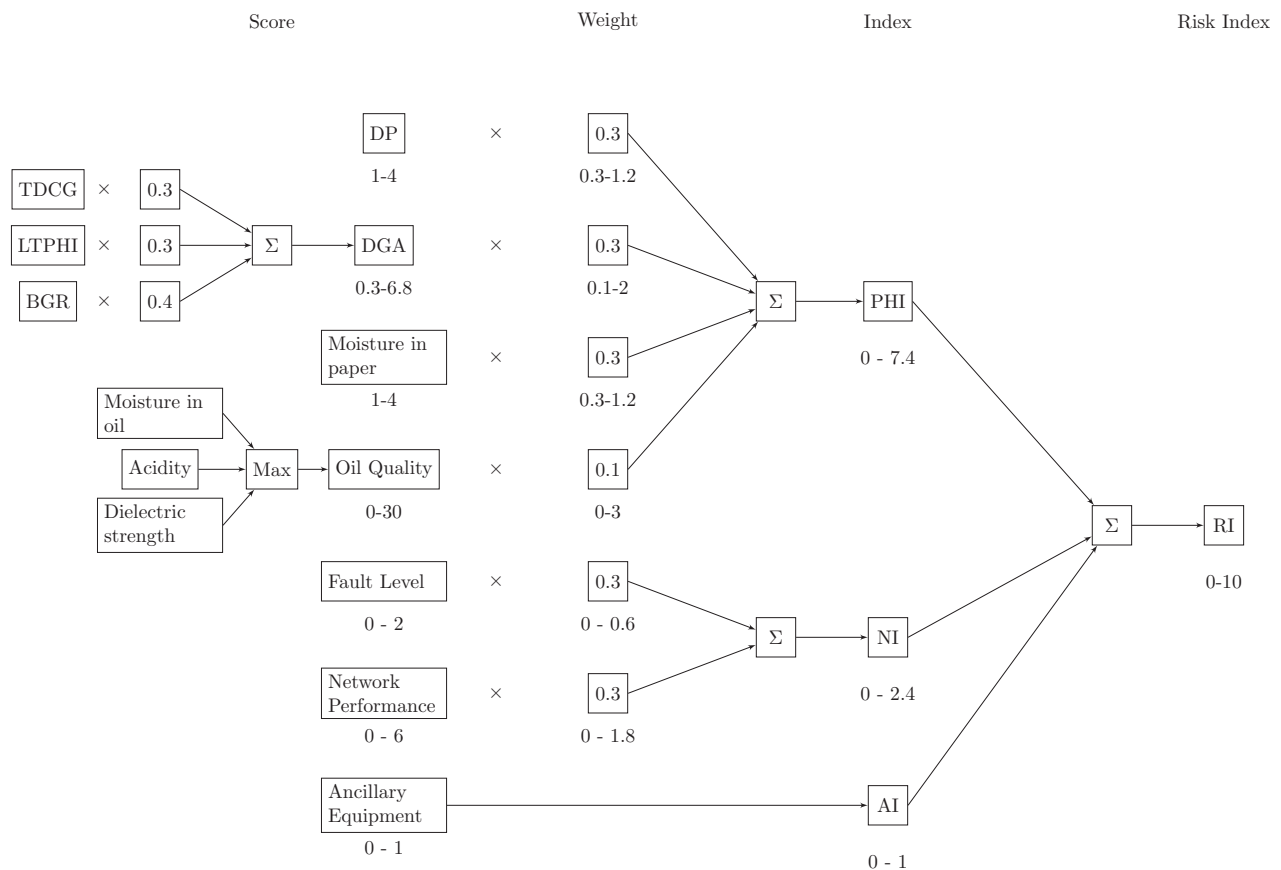 Score
Weight
Index
Risk Index
DP
×
0.3
1-4
0.3-1.2
TDCG
×
0.3
LTPHI
×
0.3
Σ
DGA
×
0.3
0.3-6.8
0.1-2
BGR
×
0.4
Σ
PHI
0 - 7.4
Moisture in
paper
×
0.3
1-4
0.3-1.2
Moisture in
oil
Acidity
Max
Oil Quality
×
0.1
0-30
0-3
Dielectric
strength
Σ
RI
0-10
Fault Level
×
0.3
0 - 2
0 - 0.6
Σ
NI
0 - 2.4
Network
Performance
×
0.3
0 - 6
0 - 1.8
Ancillary
Equipment
AI
0 - 1
0 - 1